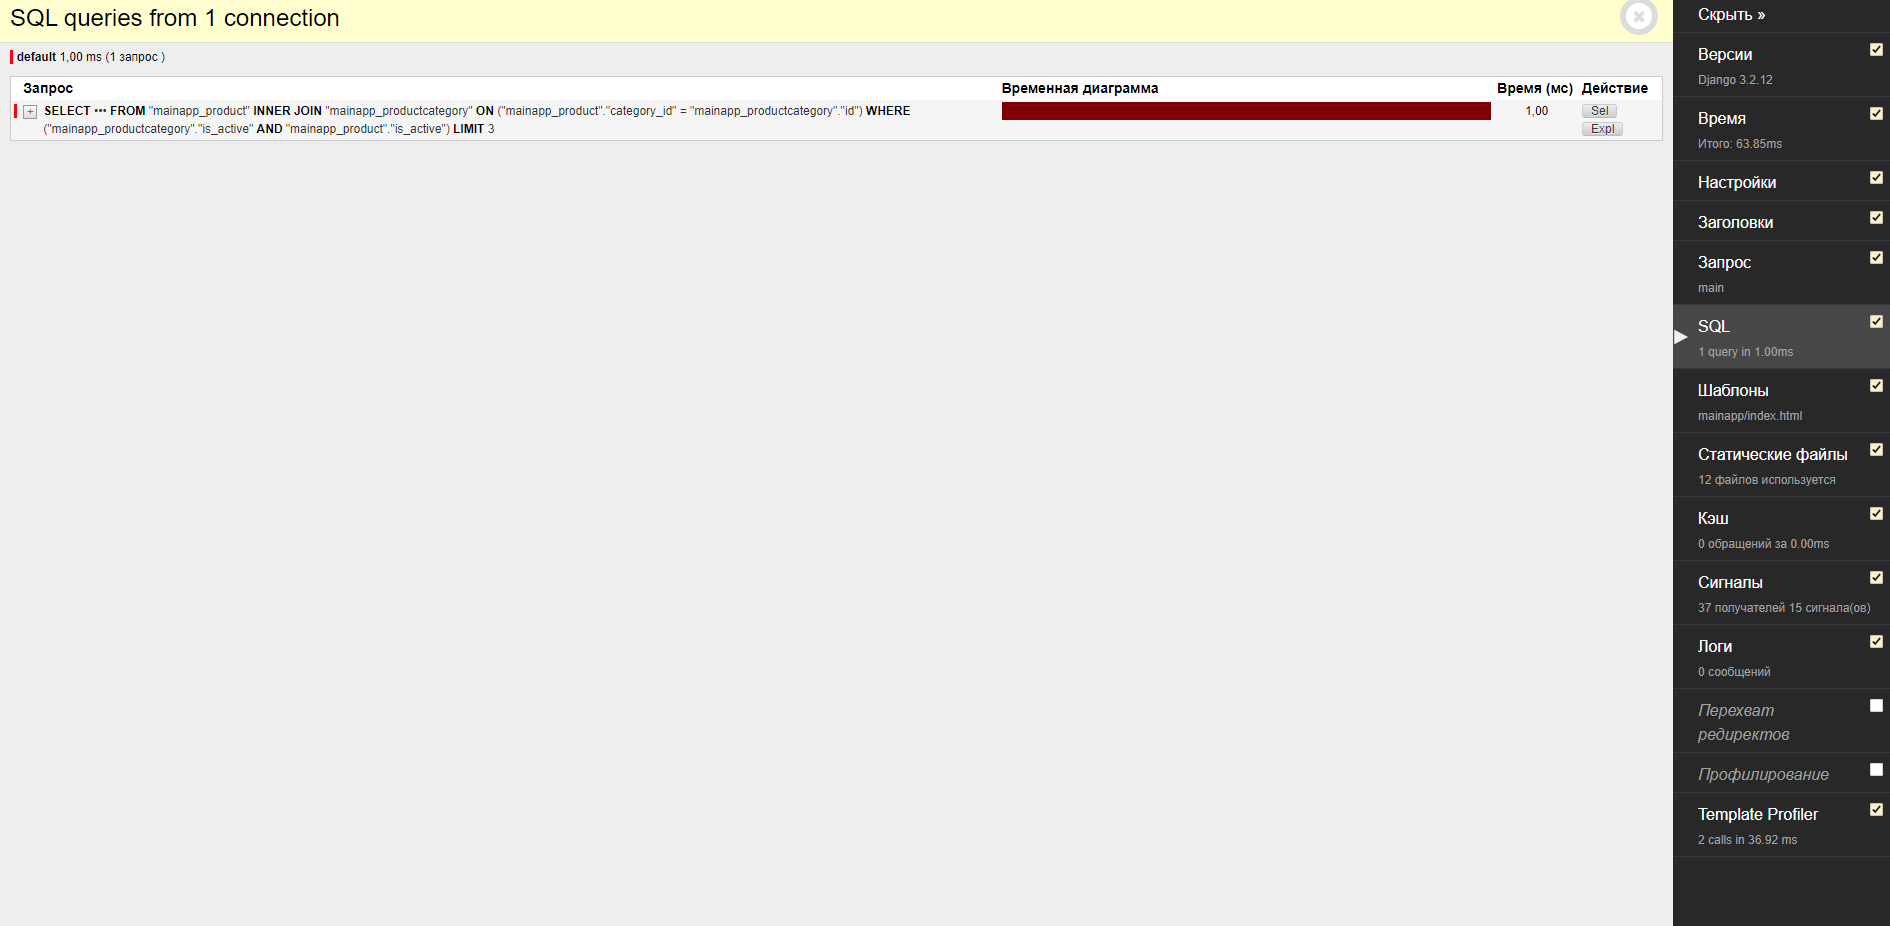 SQL queries from 1 connection
default 1,00 ms (1 запрос )
Запрос Временная диаграмма Время (мс) Действие
+ SELECT ••• FROM "mainapp_product" INNER JOIN "mainapp_productcategory" ON ("mainapp_product"."category_id" = "mainapp_productcategory"."id") WHERE 1,00 Sel
("mainapp_productcategory"."is_active" AND "mainapp_product"."is_active") LIMIT 3 Expl
Скрыть »
Версии
Django 3.2.12
Время
Итого: 63.85ms
Настройки
Заголовки
Запрос
main
SQL
1 query in 1.00ms
Шаблоны
mainapp/index.html
Статические файлы
12 файлов используется
Кэш
0 обращений за 0.00ms
Сигналы
37 получателей 15 сигнала(ов)
Логи
0 сообщений
Перехват
редиректов
Профилирование
Template Profiler
2 calls in 36.92 ms